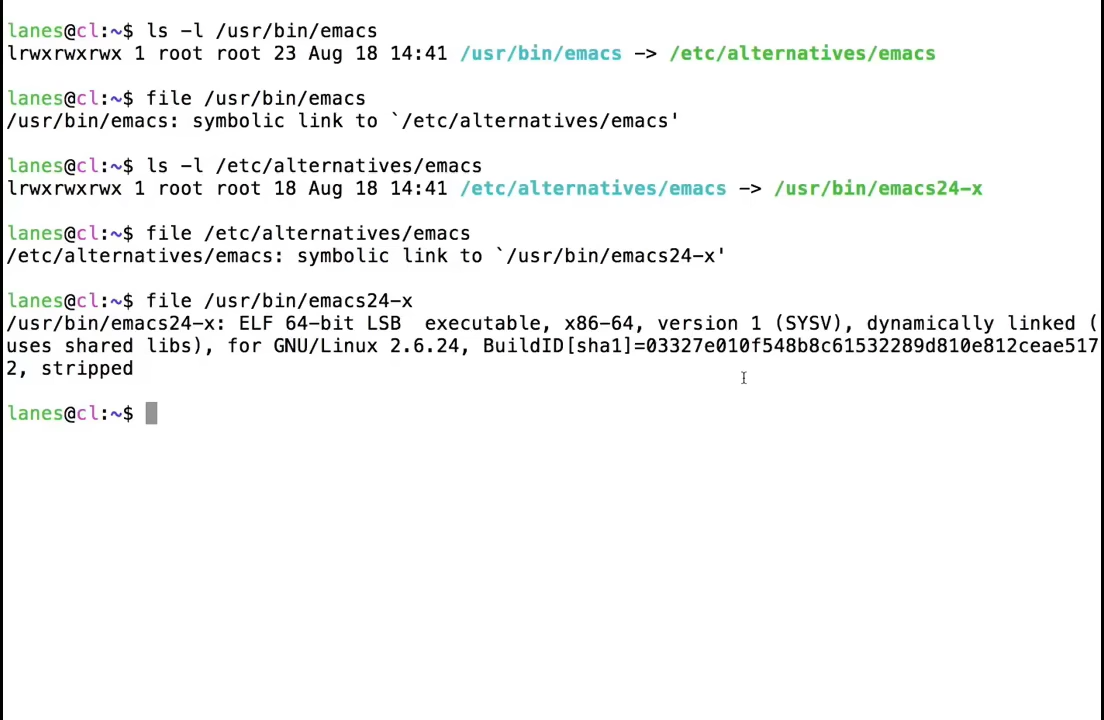 lanes@cl:~$ ls -l /usr/bin/emacs
lrwxrwxrwx 1 root root 23 Aug 18 14:41 /usr/bin/emacs -> /etc/alternatives/emacs
lanes@cl:~$ file /usr/bin/emacs
/usr/bin/emacs: symbolic link to `/etc/alternatives/emacs'
lanes@cl:~$ ls -l /etc/alternatives/emacs
lrwxrwxrwx 1 root root 18 Aug 18 14:41 /etc/alternatives/emacs -> /usr/bin/emacs24-x
lanes@cl:~$ file /etc/alternatives/emacs
/etc/alternatives/emacs: symbolic link to `/usr/bin/emacs24-x'
lanes@cl:~$ file /usr/bin/emacs24-x
/usr/bin/emacs24-x: ELF 64-bit LSB  executable, x86-64, version 1 (SYSV), dynamically linked (
uses shared libs), for GNU/Linux 2.6.24, BuildID[sha1]=03327e010f548b8c61532289d810e812ceae517
2, stripped
lanes@cl:~$